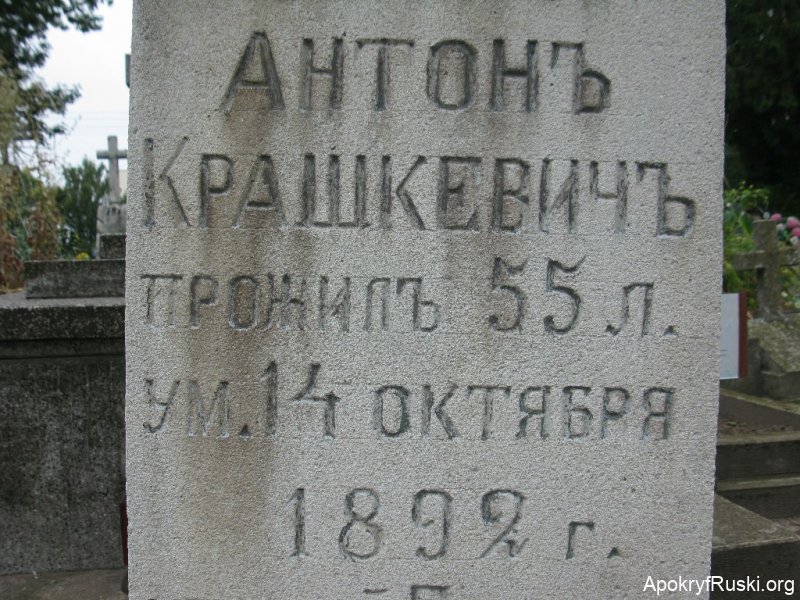 Антонъ
Крашкевичъ
прожилъ 55 л.
ум. 14 октября
1892 г.
ApokryfRuski.org